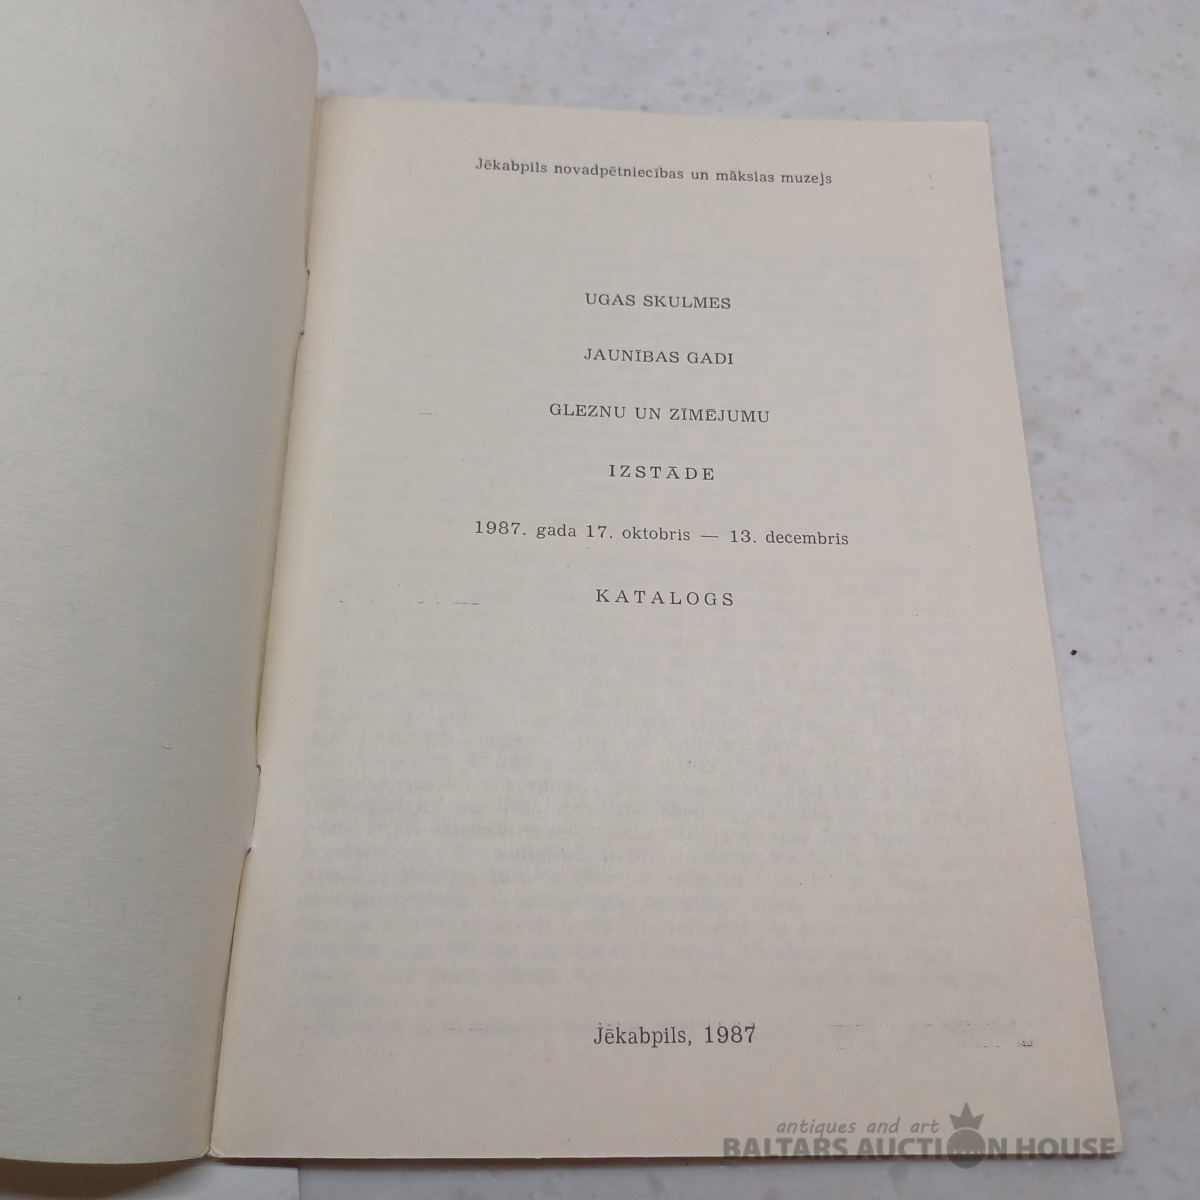 Jēkabpils novadpētniecības un mākslas muzejs
UGAS SKULMES
JAUNĪBAS GADI
GLEZNU UN ZĪMĒJUMU
IZSTĀDE
1987. gada 17. oktobris — 13. decembris
KATALOGS
Jēkabpils, 1987
antiques and art
BALTARS AUCTION HOUSE